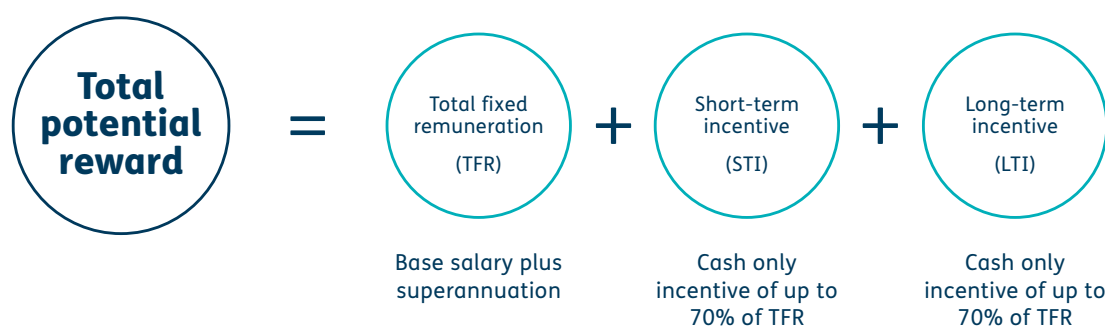 Total
potential
reward
=
Total fixed
remuneration
(TFR)
+
Short-term
incentive
(STI)
+
Long-term
incentive
(LTI)
Base salary plus
superannuation
Cash only
incentive of up to
70% of TFR
Cash only
incentive of up to
70% of TFR